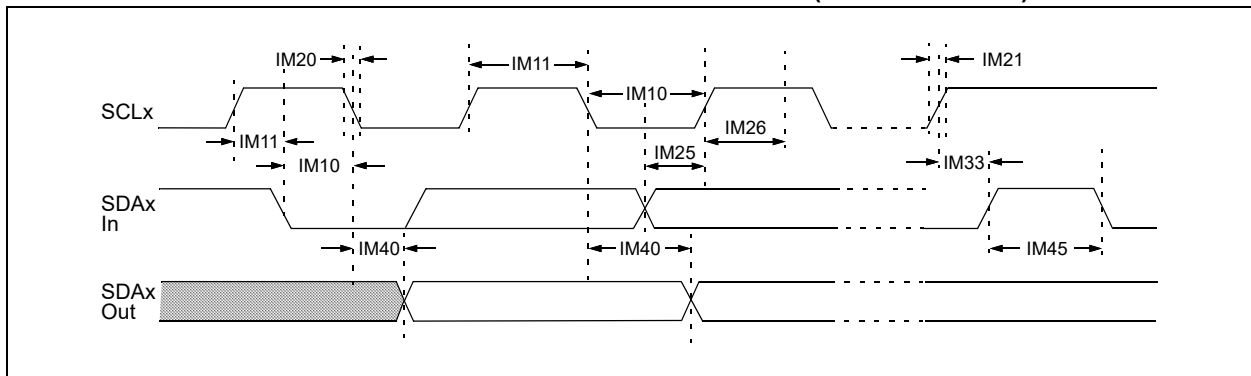 IM20
IM11
IM21
SCLx
IM10
IM11
IM26
IM10
IM25
IM33
SDAx
In
IM40
IM40
IM45
SDAx
Out